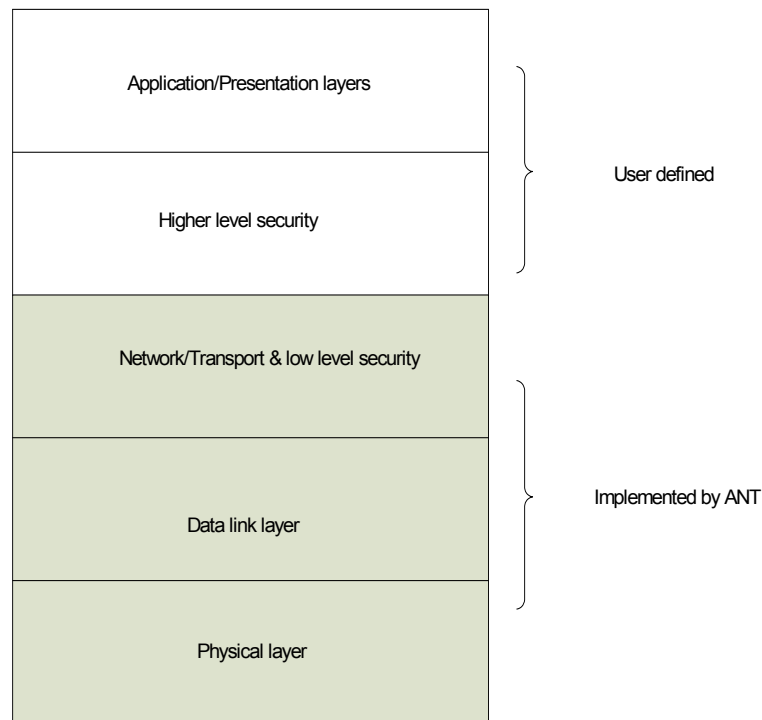 Application/Presentation layers
User defined
Higher level security
Network/Transport & low level security
Implemented by ANT
Data link layer
Physical layer